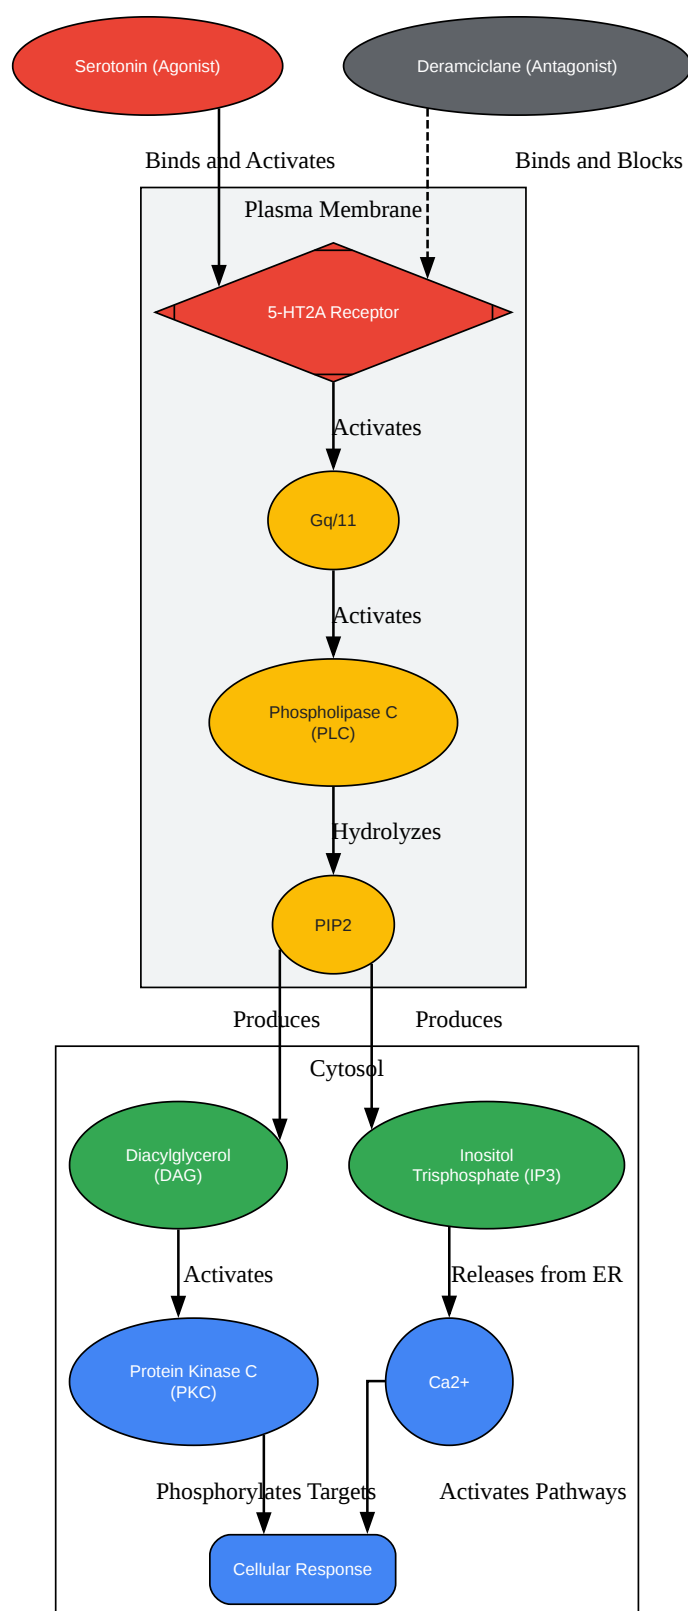 Serotonin (Agonist)
Deramciclane (Antagonist)
Binds and Activates
Binds and Blocks
Plasma Membrane
5-HT2A Receptor
Activates
Gq/11
Activates
Phospholipase C
(PLC)
Hydrolyzes
PIP2
Produces
Produces
Cytosol
Diacylglycerol
(DAG)
Inositol
Trisphosphate (IP3)
Activates
Releases from ER
Protein Kinase C
(PKC)
Ca2+
Phosphorylates Targets
Activates Pathways
Cellular Response